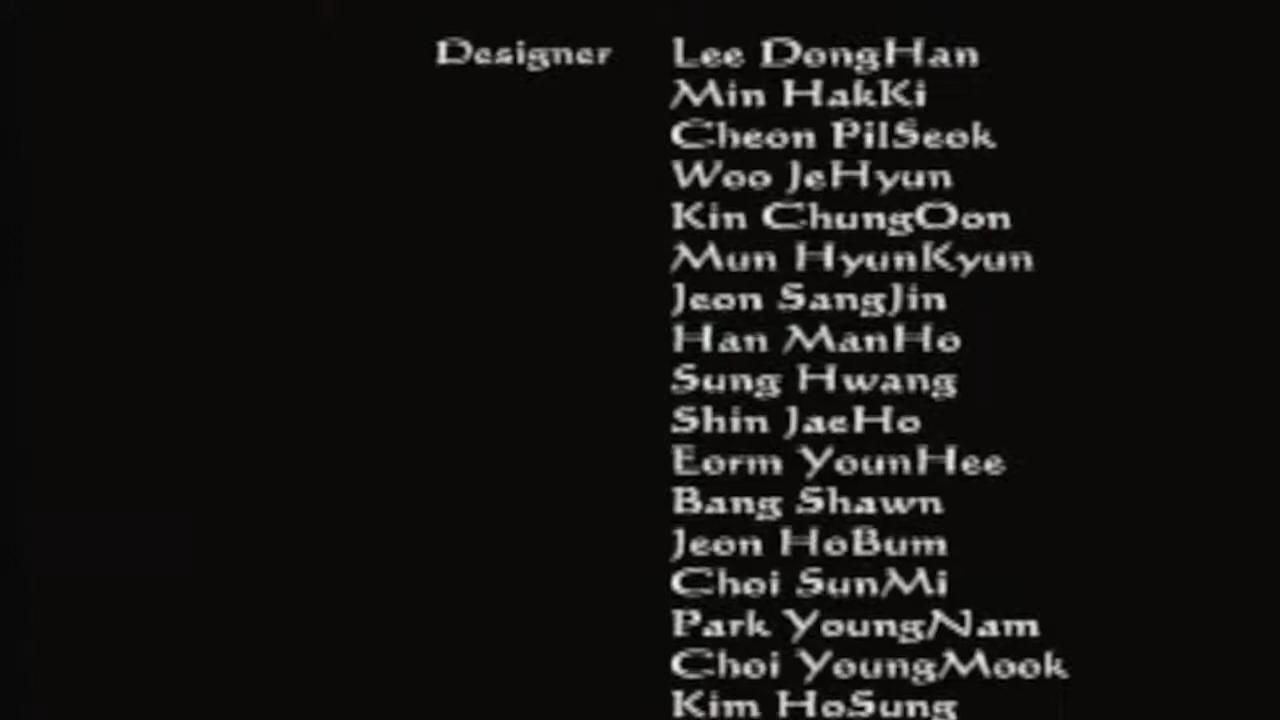 Designer Lee DongHan
Min HakKi
Cheon PilSeok
Woo JeHyun
Kin ChungOon
Mun HyunKyun
Jeon SangJin
Han ManHo
Sung Hwang
Shin JaeHo
Eorm YounHee
Bang Shawn
Jeon HoBum
Choi SunMi
Park YoungNam
Choi YoungMook
Kim HoSung